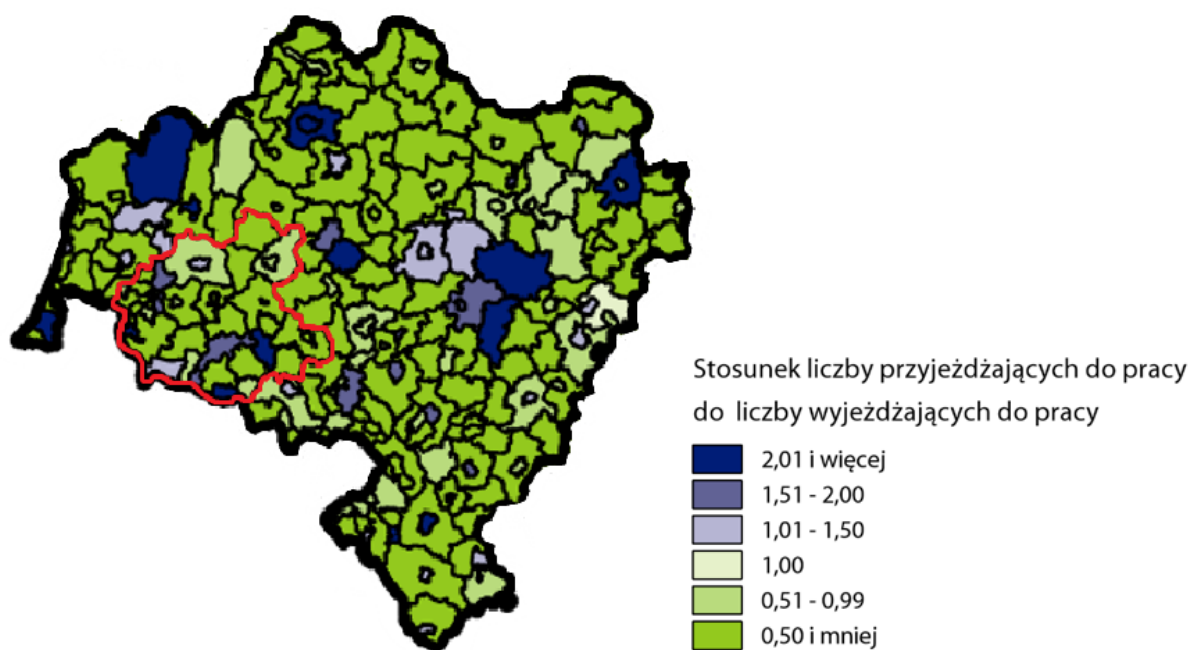 Stosunek liczby przyjeżdżających do pracy
do liczby wyjeżdżających do pracy
2,01 i więcej
1,51 - 2,00
1,01 - 1,50
1,00
0,51 - 0,99
0,50 i mniej